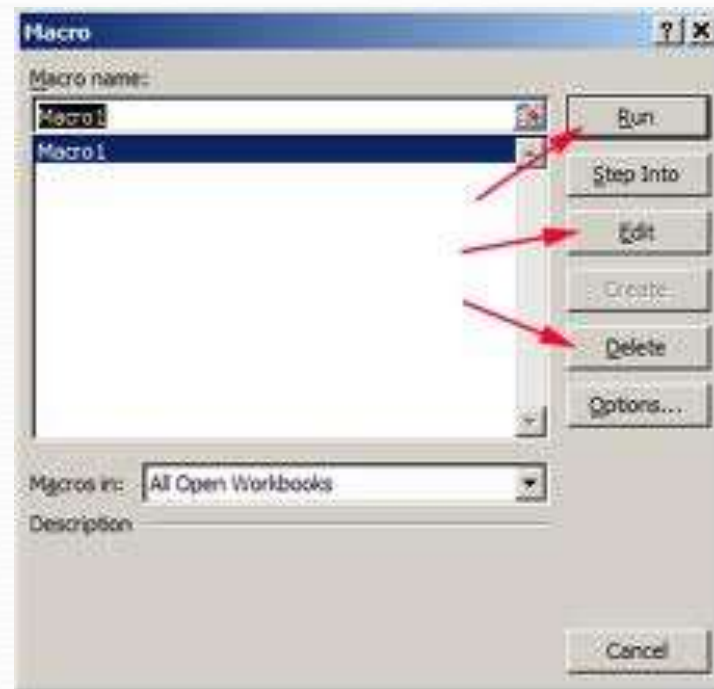 Macro
Macro name:
Macro1
Macro1
Run
Step Into
Edit
Create
Delete
Options...
Macros in: All Open Workbooks
Description
Cancel